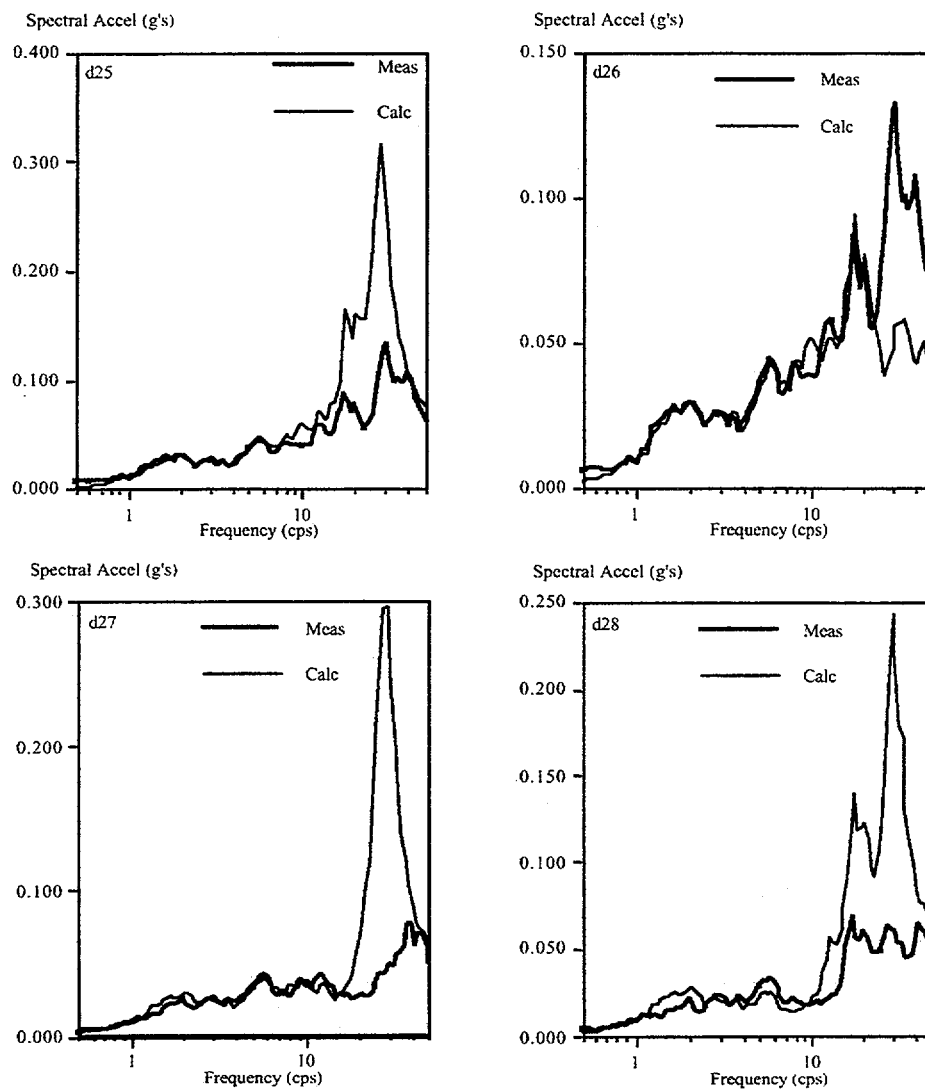 Spectral Accel (g's)
0.400
d25
Meas
Calc
0.300
0.200
0.100
0.000
1
10
Frequency (cps)
Spectral Accel (g's)
0.150
d26
Meas
Calc
0.100
0.050
0.000
1
10
Frequency (cps)
Spectral Accel (g's)
0.300
d27
Meas
Calc
0.200
0.100
0.000
1
10
Frequency (cps)
Spectral Accel (g's)
0.250
d28
Meas
Calc
0.200
0.150
0.100
0.050
0.000
1
10
Frequency (cps)